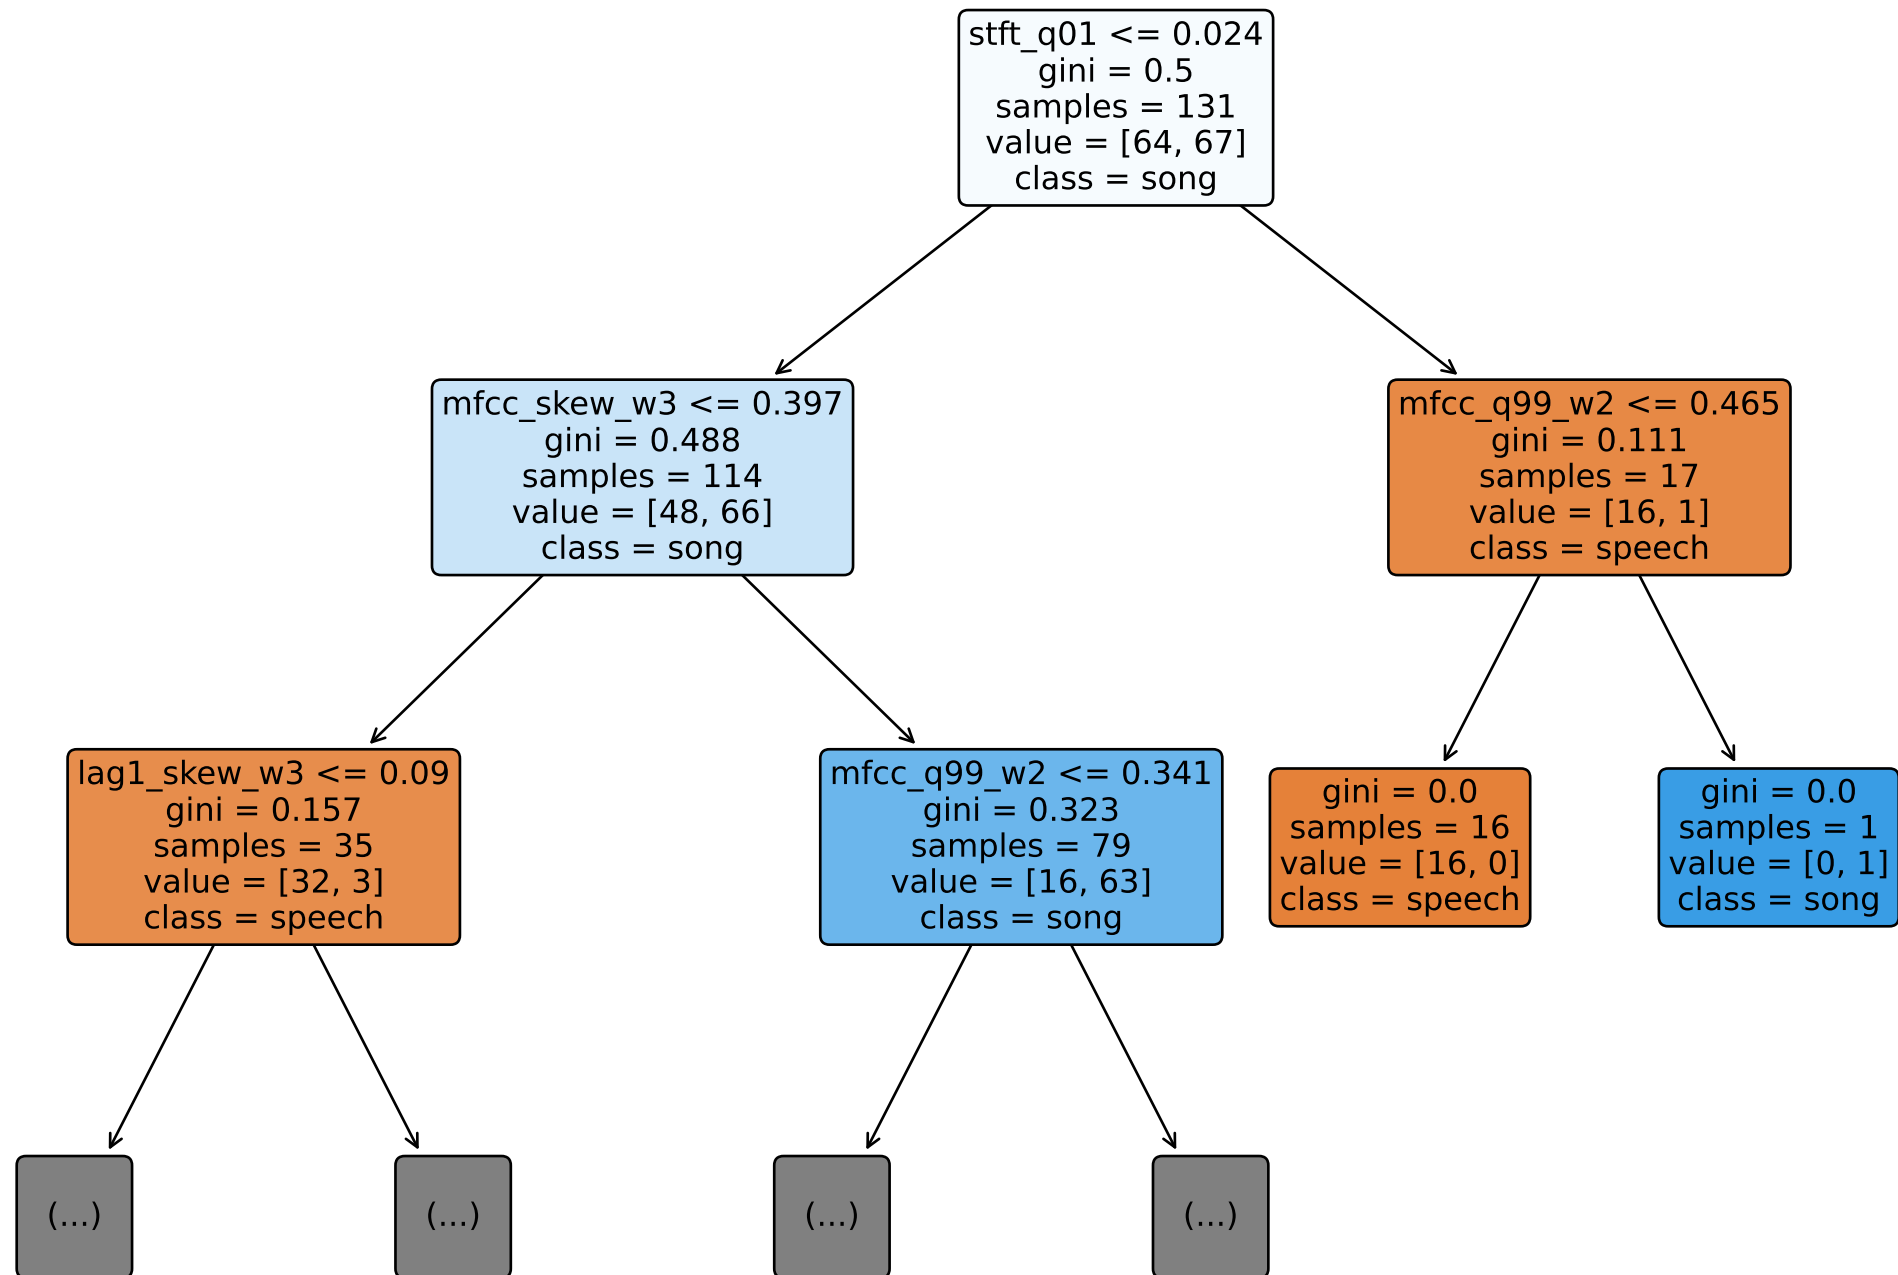 stft_q01 <= 0.024
gini = 0.5
samples = 131
value = [64, 67]
class = song
mfcc_skew_w3 <= 0.397
gini = 0.488
samples = 114
value = [48, 66]
class = song
mfcc_q99_w2 <= 0.465
gini = 0.111
samples = 17
value = [16, 1]
class = speech
lag1_skew_w3 <= 0.09
gini = 0.157
samples = 35
value = [32, 3]
class = speech
mfcc_q99_w2 <= 0.341
gini = 0.323
samples = 79
value = [16, 63]
class = song
gini = 0.0
samples = 16
value = [16, 0]
class = speech
gini = 0.0
samples = 1
value = [0, 1]
class = song
(...)
(...)
(...)
(...)